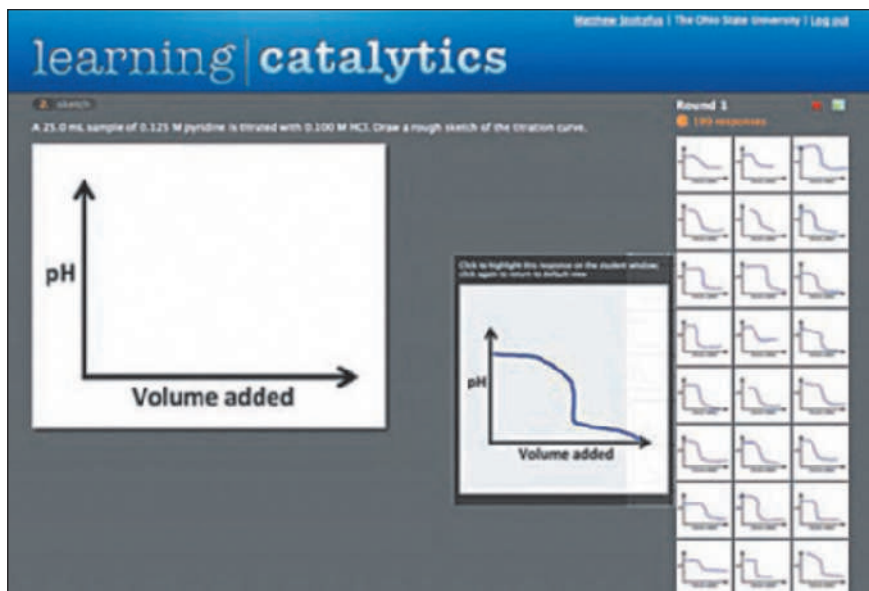 Matthew Stoltzfus | The Ohio State University | Log out
learning | catalytics
2. sketch
A 25.0 mL sample of 0.125 M pyridine is titrated with 0.100 M HCl. Draw a rough sketch of the titration curve.
Round 1
199 responses
pH
Volume added
Click to highlight this response on the student window;
click again to return to default view
pH
Volume added